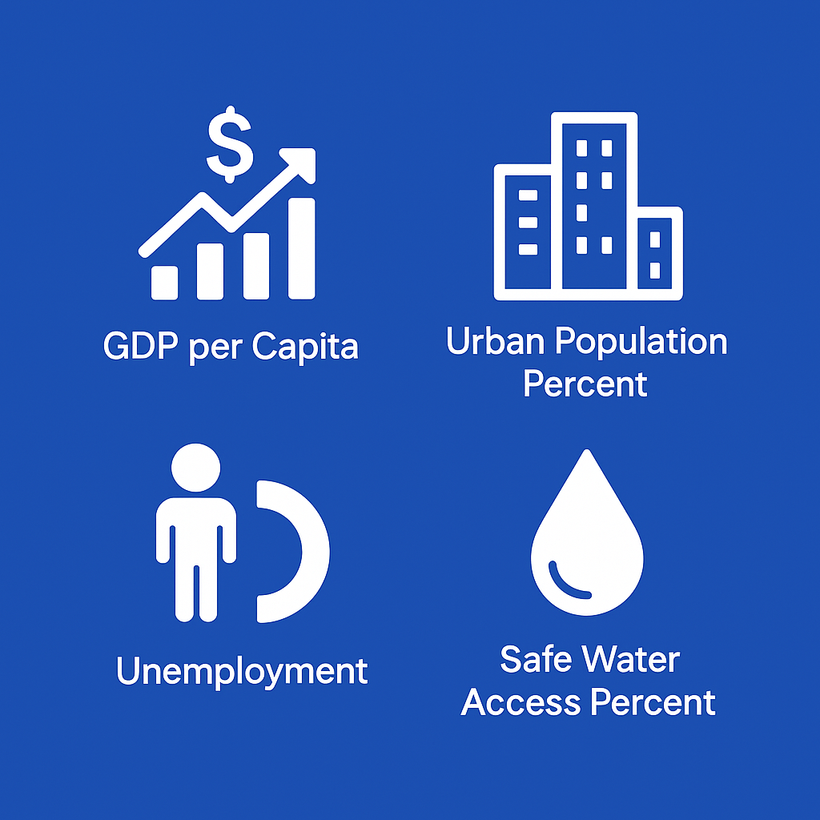 $
GDP per Capita
Urban Population
Percent
Unemployment
Safe Water
Access Percent